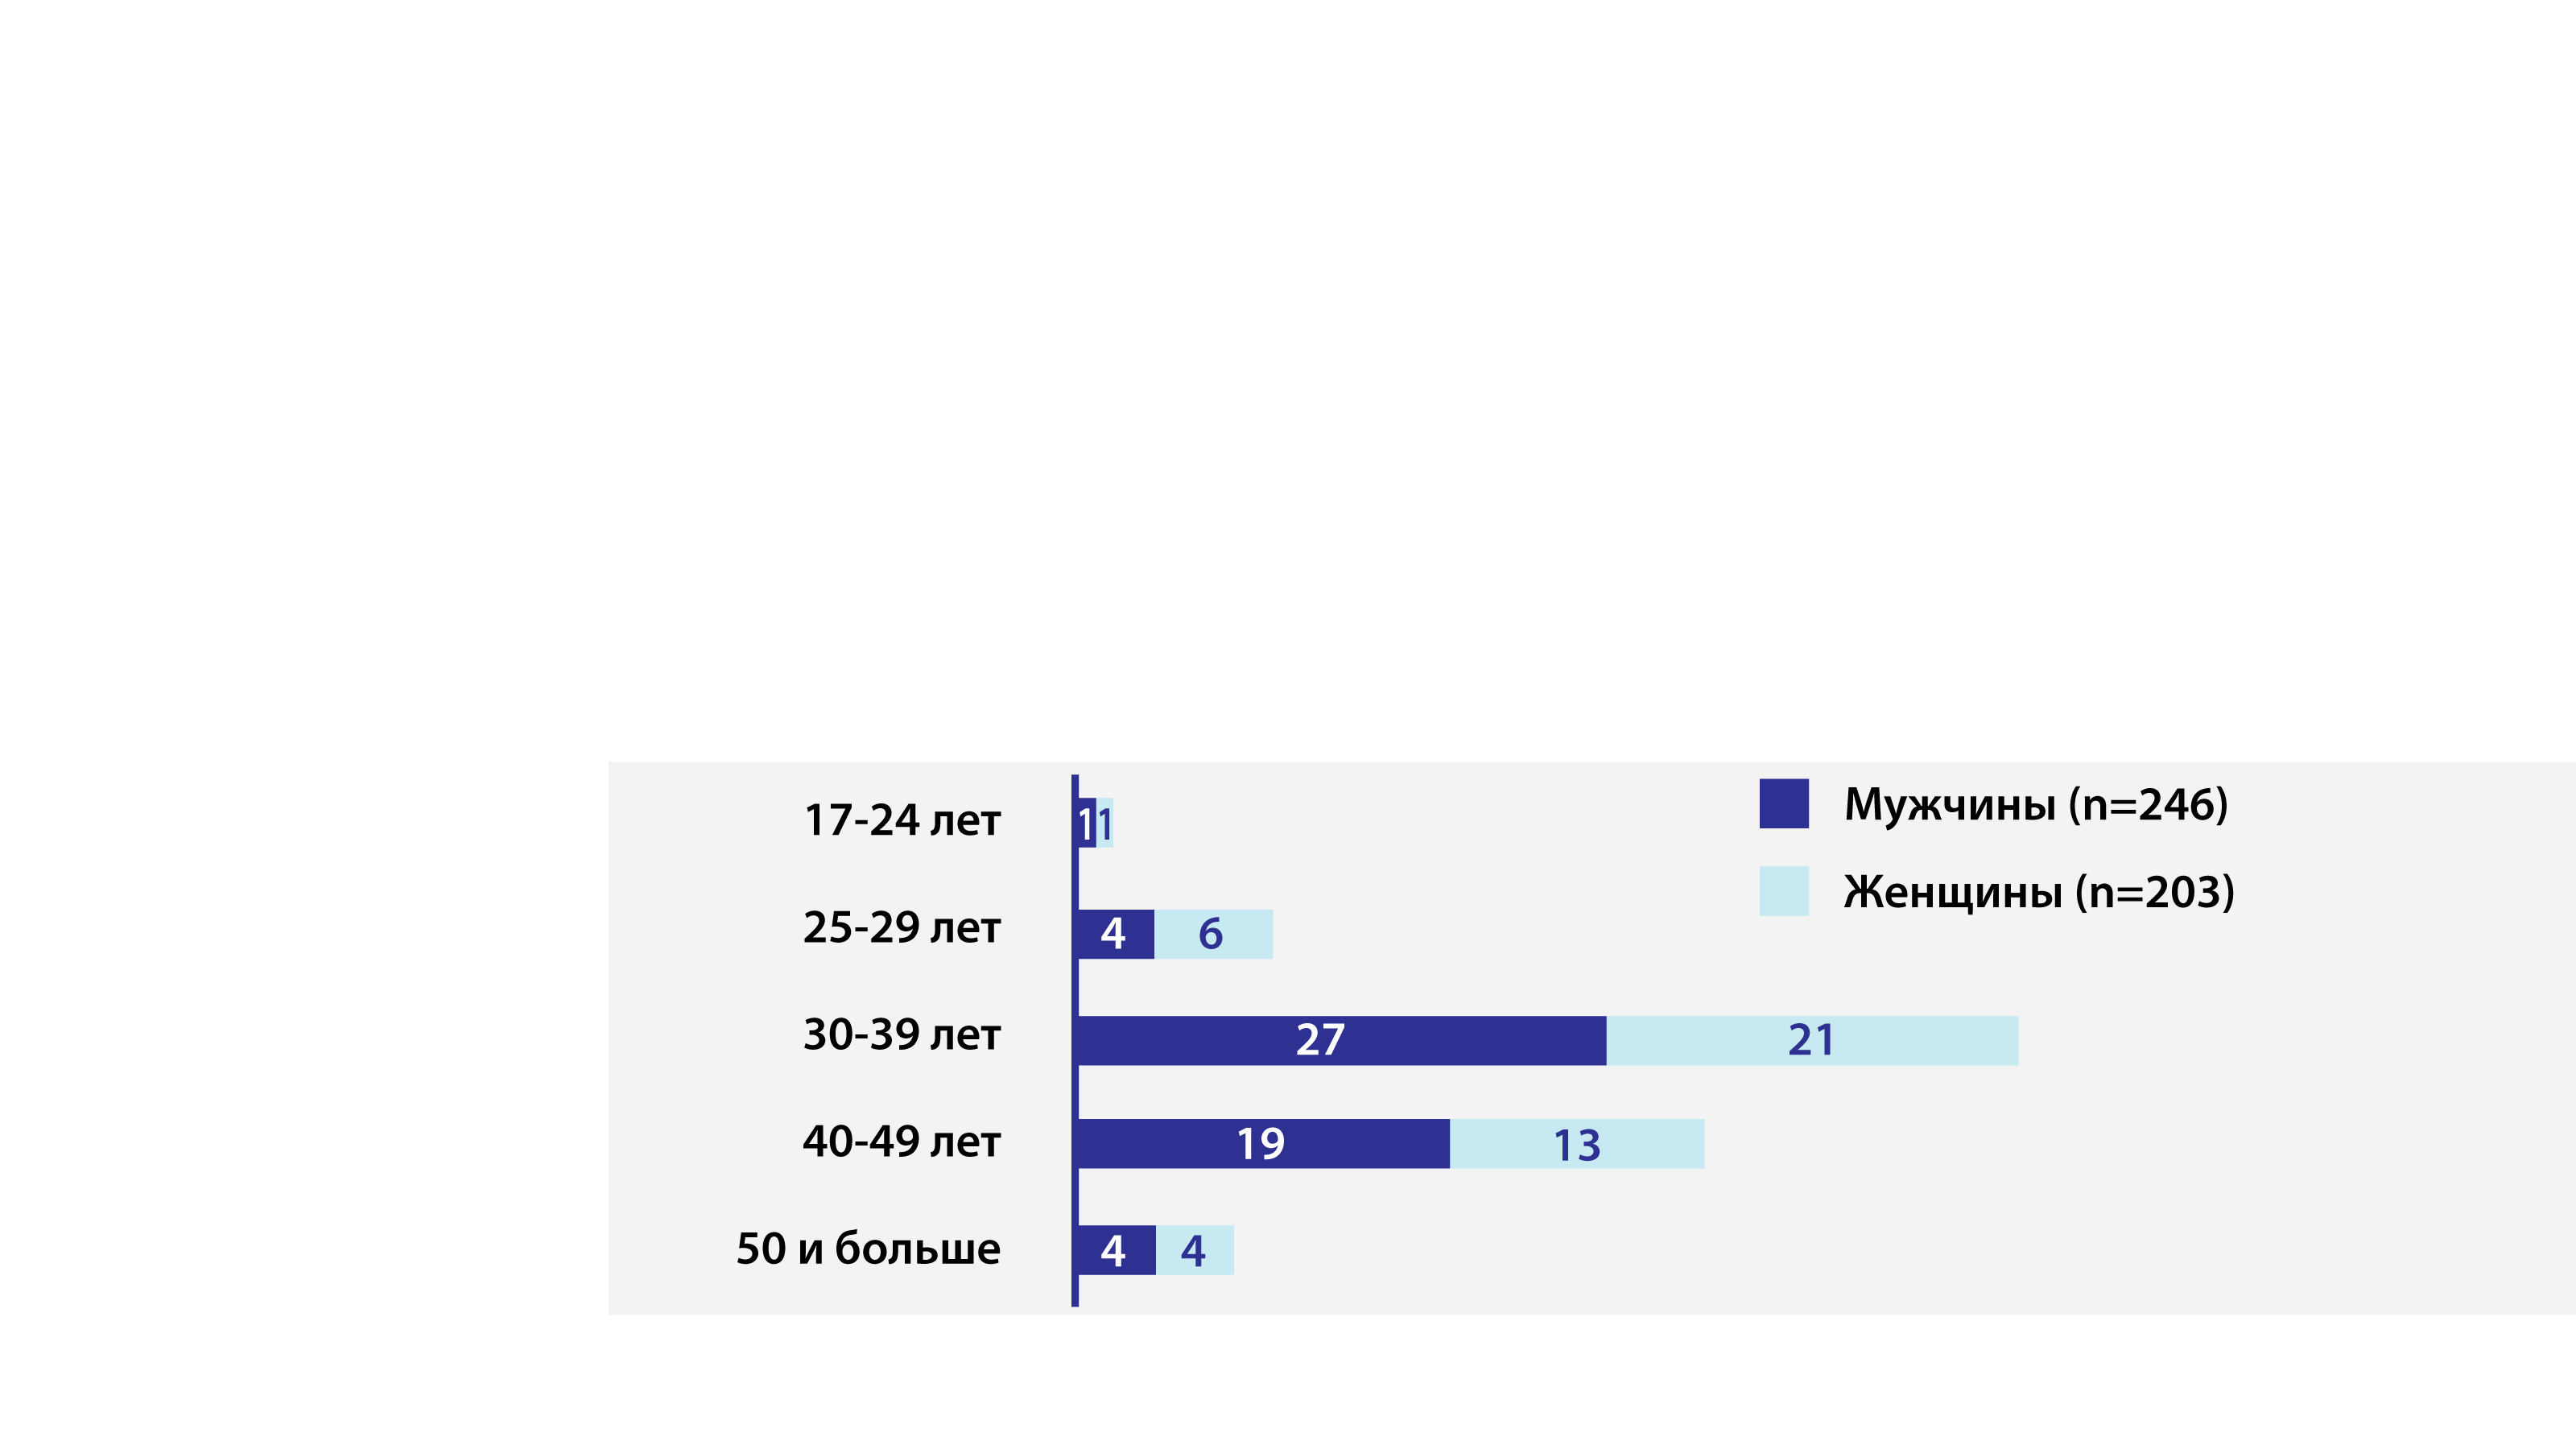 17-24 лет
1 1
25-29 лет
4 6
30-39 лет
27 21
40-49 лет
19 13
50 и больше
4 4
Мужчины (n=246)
Женщины (n=203)